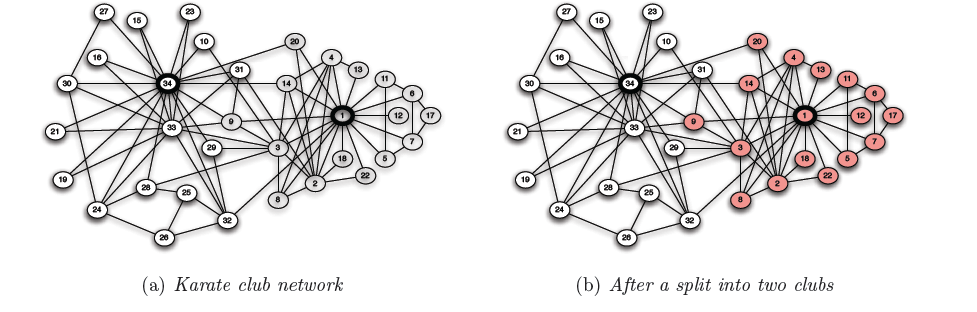 27 15 23
10 20
16 31 4 13
30 34 14 11 6
21 33 9 1 12 17
29 3 7
19 28 25 18 5
24 2 22
8
26 32
27 15 23
10 20
16 31 4 13
30 34 14 11 6
21 33 9 1 12 17
29 3 7
19 28 25 18 5
24 2 22
8
26 32
(a) Karate club network
(b) After a split into two clubs